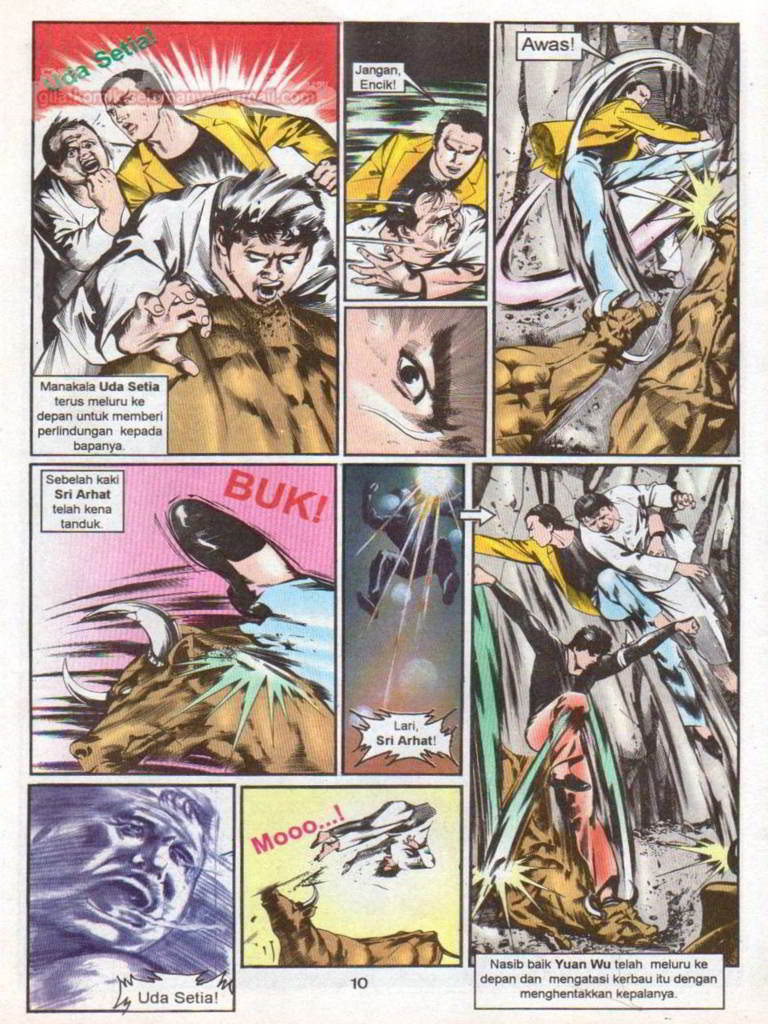 Uda Setia!
Manakala Uda Setia
terus meluru ke
depan untuk memberi
perlindungan kepada
bapanya.
Jangan,
Encik!
Awas!
Sebelah kaki
Sri Arhat
telah kena
tanduk.
BUK!
Lari,
Sri Arhat!
Uda Setia!
Mooo...!
Nasib baik Yuan Wu telah meluru ke
depan dan mengatasi kerbau itu dengan
menghentakkan kepalanya.
10